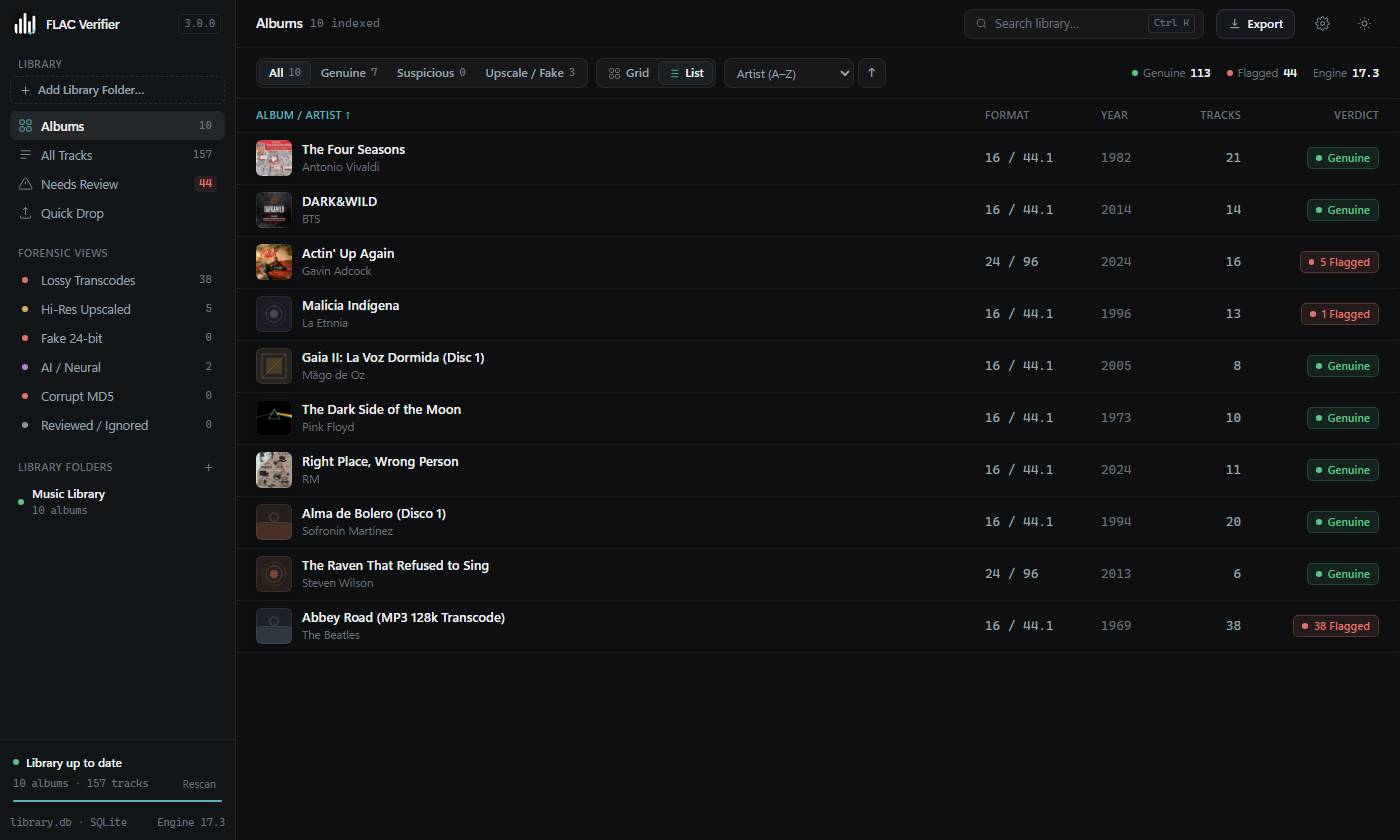 FLAC Verifier 3.0.0
Albums 10 indexed
Search library... Ctrl K
Export
LIBRARY
+ Add Library Folder...
Albums 10
All Tracks 157
Needs Review 44
Quick Drop
FORENSIC VIEWS
Lossy Transcodes 38
Hi-Res Upscaled 5
Fake 24-bit 0
AI / Neural 2
Corrupt MD5 0
Reviewed / Ignored 0
LIBRARY FOLDERS +
Music Library
10 albums
Library up to date
10 albums · 157 tracks Rescan
library.db · SQLite Engine 17.3
All 10 Genuine 7 Suspicious 0 Upscale / Fake 3
Grid List
Artist (A–Z) ↑
Genuine 113 Flagged 44 Engine 17.3
ALBUM / ARTIST ↑ FORMAT YEAR TRACKS VERDICT
The Four Seasons
Antonio Vivaldi
16 / 44.1 1982 21 Genuine
DARK&WILD
BTS
16 / 44.1 2014 14 Genuine
Actin' Up Again
Gavin Adcock
24 / 96 2024 16 5 Flagged
Malicia Indígena
La Etnnia
16 / 44.1 1996 13 1 Flagged
Gaia II: La Voz Dormida (Disc 1)
Mägo de Oz
16 / 44.1 2005 8 Genuine
The Dark Side of the Moon
Pink Floyd
16 / 44.1 1973 10 Genuine
Right Place, Wrong Person
RM
16 / 44.1 2024 11 Genuine
Alma de Bolero (Disco 1)
Sofronin Martínez
16 / 44.1 1994 20 Genuine
The Raven That Refused to Sing
Steven Wilson
24 / 96 2013 6 Genuine
Abbey Road (MP3 128k Transcode)
The Beatles
16 / 44.1 1969 38 38 Flagged